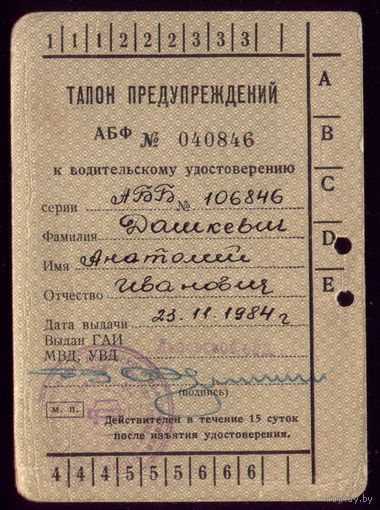 1 1 1 2 2 2 3 3 3
ТАЛОН ПРЕДУПРЕЖДЕНИЙ
АБФ № 040846
к водительскому удостоверению
серии АББ № 106846
Фамилия Дашкевич
Имя Анатолий
Отчество Иванович
Дата выдачи 23.11.1984 г
Выдан ГАИ
МВД, УВД
(подпись)
м. п.
Действителен в течение 15 суток
после изъятия удостоверения.
4 4 4 5 5 5 6 6 6
A
B
C
D
E